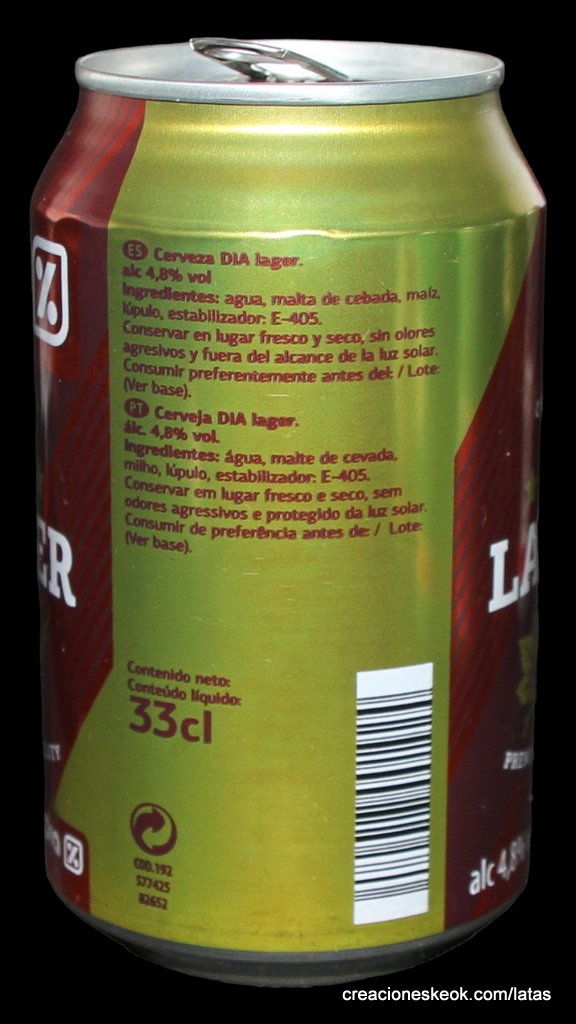 ES Cerveza DIA lager.
alc 4,8% vol
Ingredientes: agua, malta de cebada, maíz,
lúpulo, estabilizador: E-405.
Conservar en lugar fresco y seco, sin olores
agresivos y fuera del alcance de la luz solar.
Consumir preferentemente antes del: / Lote:
(Ver base).
PT Cerveja DIA lager.
álc. 4,8% vol.
Ingredientes: água, malte de cevada,
milho, lúpulo, estabilizador: E-405.
Conservar em lugar fresco e seco, sem
odores agressivos e protegido da luz solar.
Consumir de preferência antes de: / Lote:
(Ver base).
ER
LA
Contenido neto:
Conteúdo líquido:
33cl
COD.192
577425
82652
alc 4,8%
creacioneskeok.com/latas